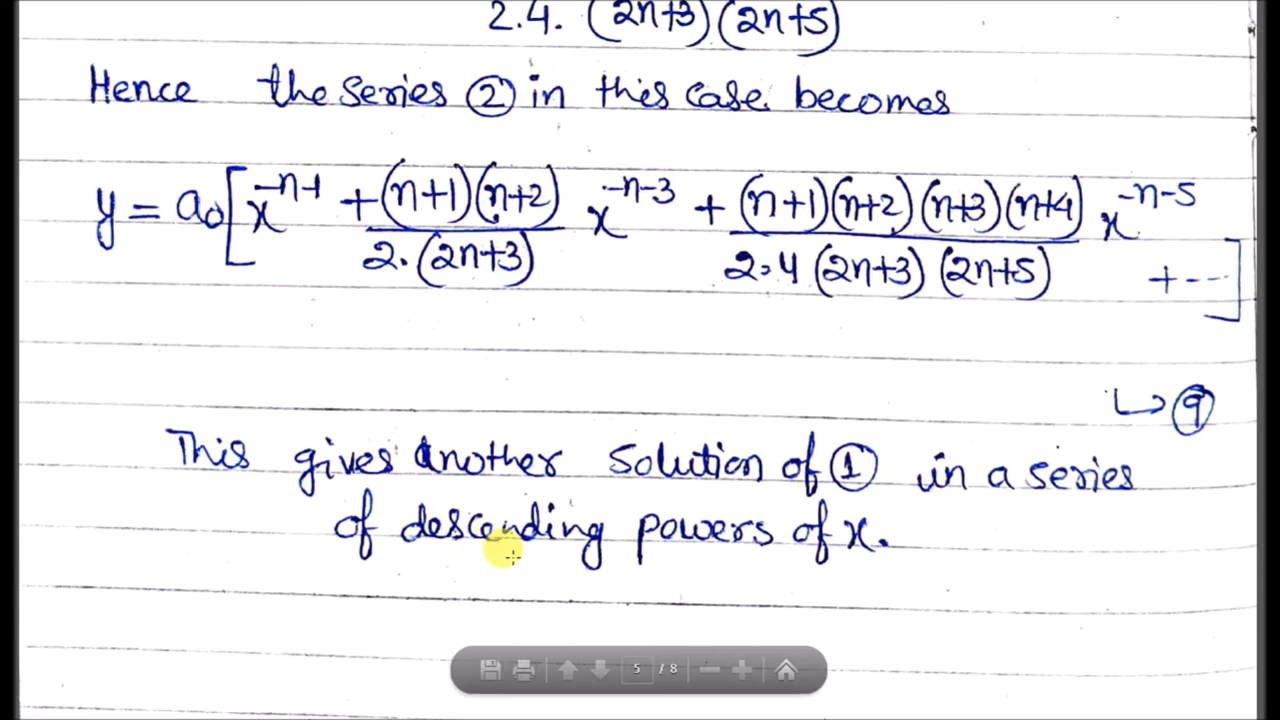 2.4. (2n+3)(2n+5)
Hence the series ② in this case becomes
y = a₀[x⁻ⁿ⁻¹ + (n+1)(n+2)/2.(2n+3) x⁻ⁿ⁻³ + (n+1)(n+2)(n+3)(n+4)/2.4(2n+3)(2n+5) x⁻ⁿ⁻⁵ + ---]
↳ ⑨
This gives another solution of ① in a series
of descending powers of x.
5 / 8